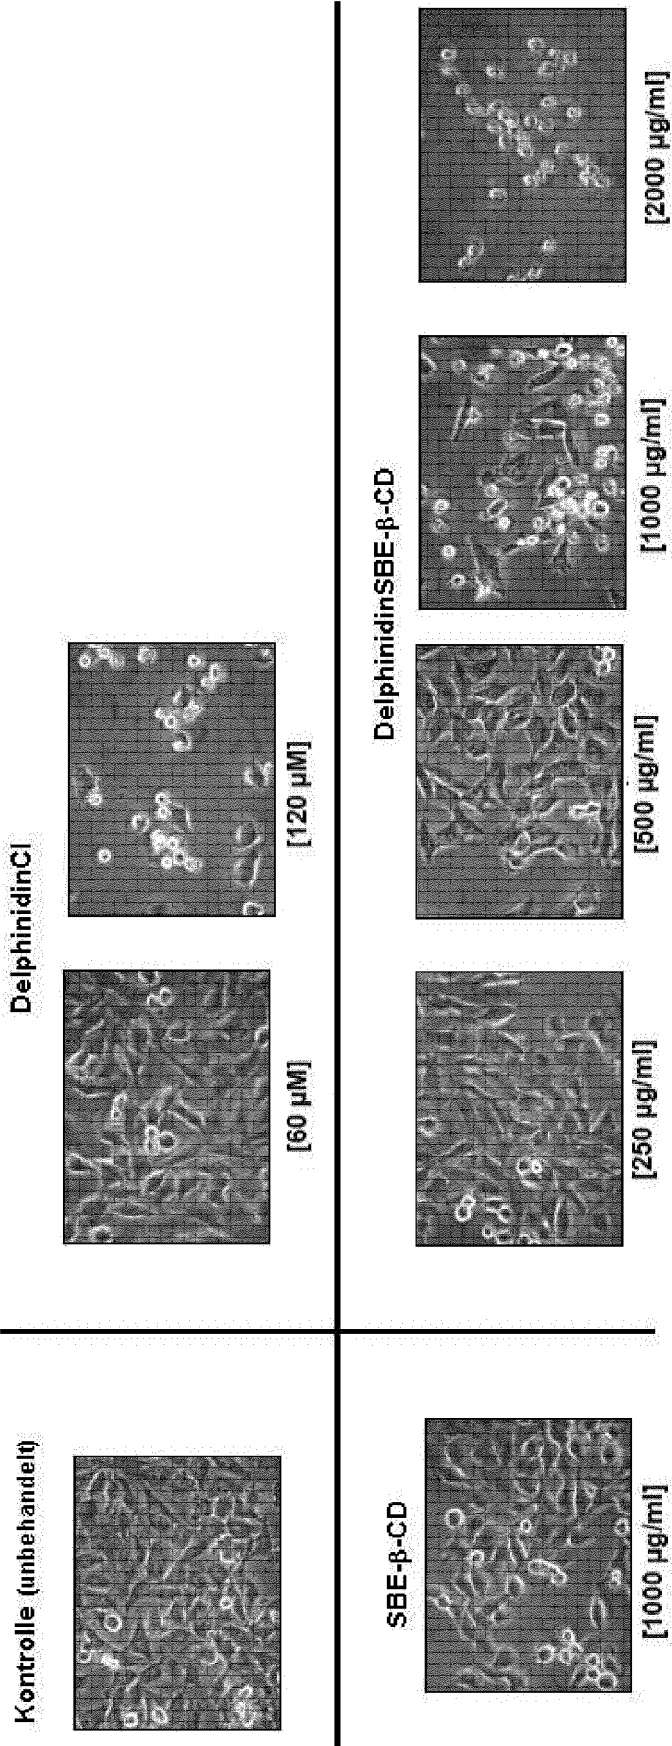 Kontrolle (unbehandelt)
DelphinidinCl
[60 µM]
[120 µM]
SBE-β-CD
[1000 µg/ml]
DelphinidinSBE-β-CD
[250 µg/ml]
[500 µg/ml]
[1000 µg/ml]
[2000 µg/ml]